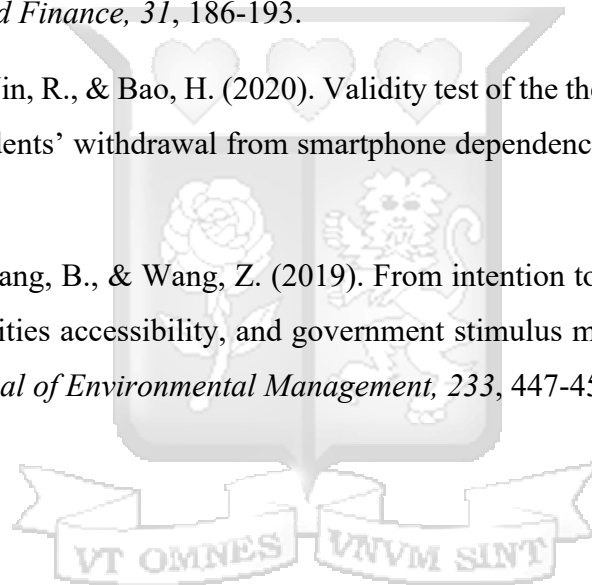 d Finance, 31, 186-193.
in, R., & Bao, H. (2020). Validity test of the the
dents’ withdrawal from smartphone dependenc
ang, B., & Wang, Z. (2019). From intention to
ities accessibility, and government stimulus m
al of Environmental Management, 233, 447-45
VT OMNES VNVM SINT